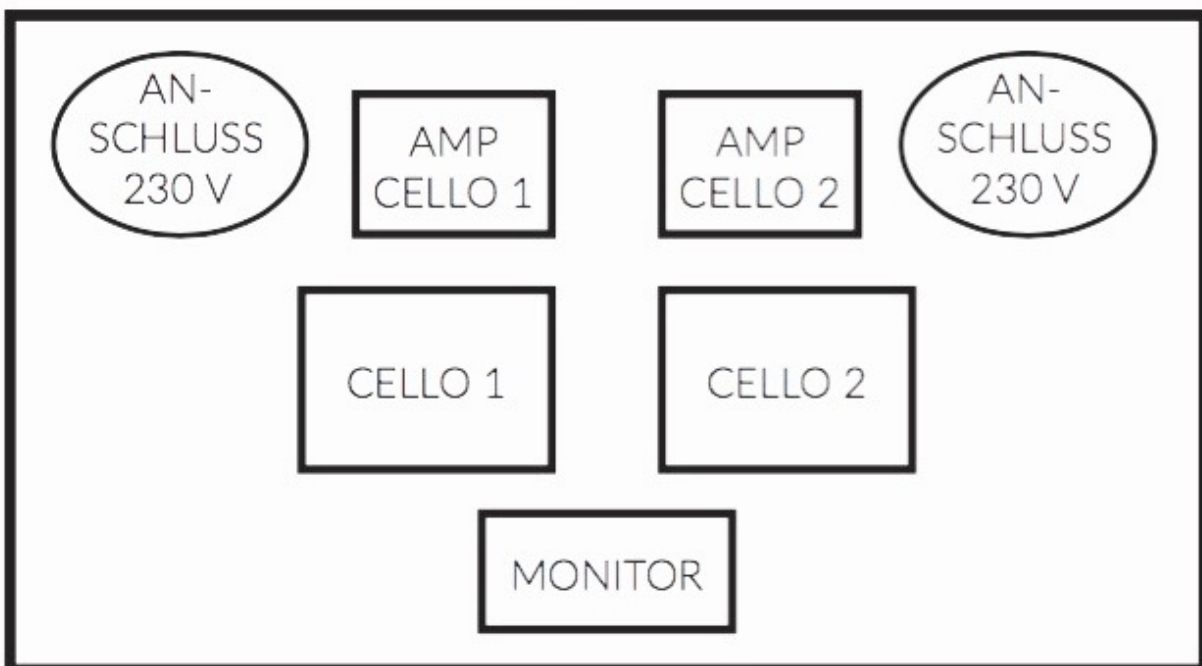 AN-
SCHLUSS
230 V
AMP
CELLO 1
AMP
CELLO 2
AN-
SCHLUSS
230 V
CELLO 1
CELLO 2
MONITOR